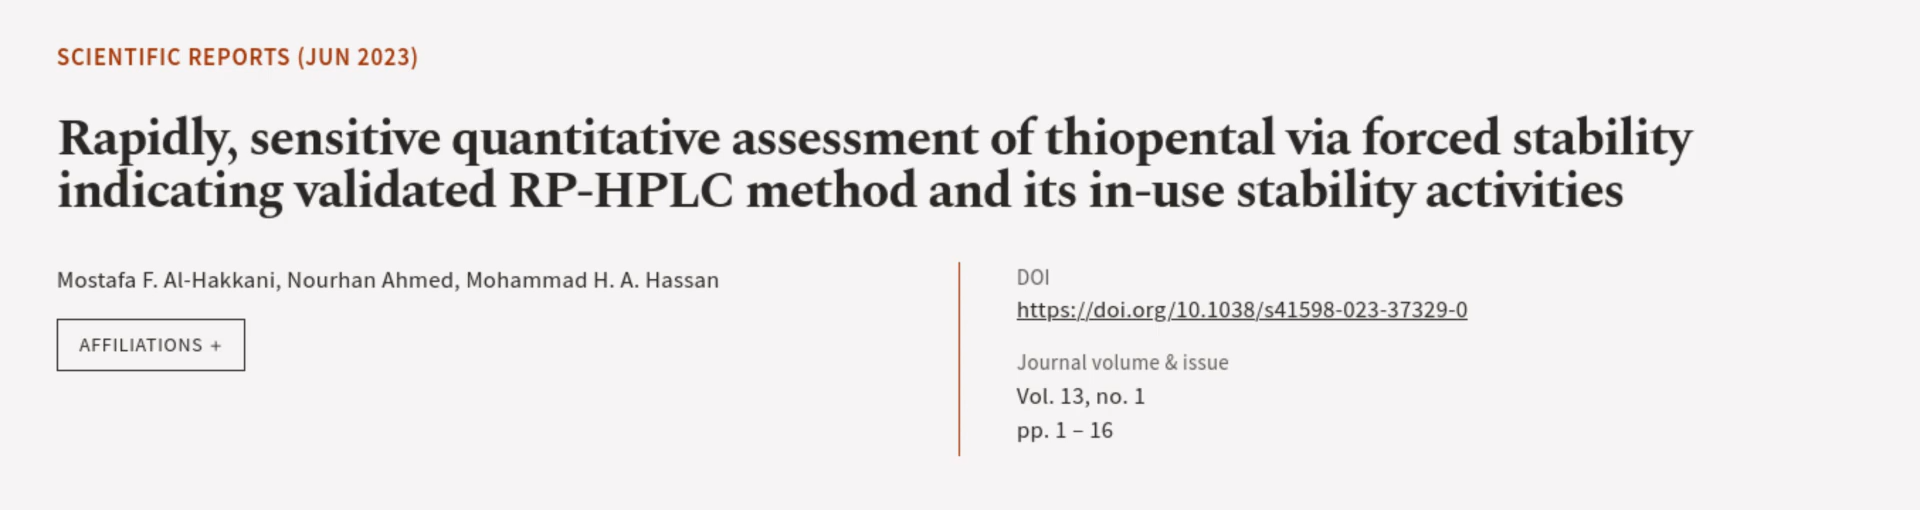 SCIENTIFIC REPORTS (JUN 2023)
Rapidly, sensitive quantitative assessment of thiopental via forced stability
indicating validated RP-HPLC method and its in-use stability activities
Mostafa F. Al-Hakkani, Nourhan Ahmed, Mohammad H. A. Hassan
AFFILIATIONS +
DOI
https://doi.org/10.1038/s41598-023-37329-0
Journal volume & issue
Vol. 13, no. 1
pp. 1 – 16